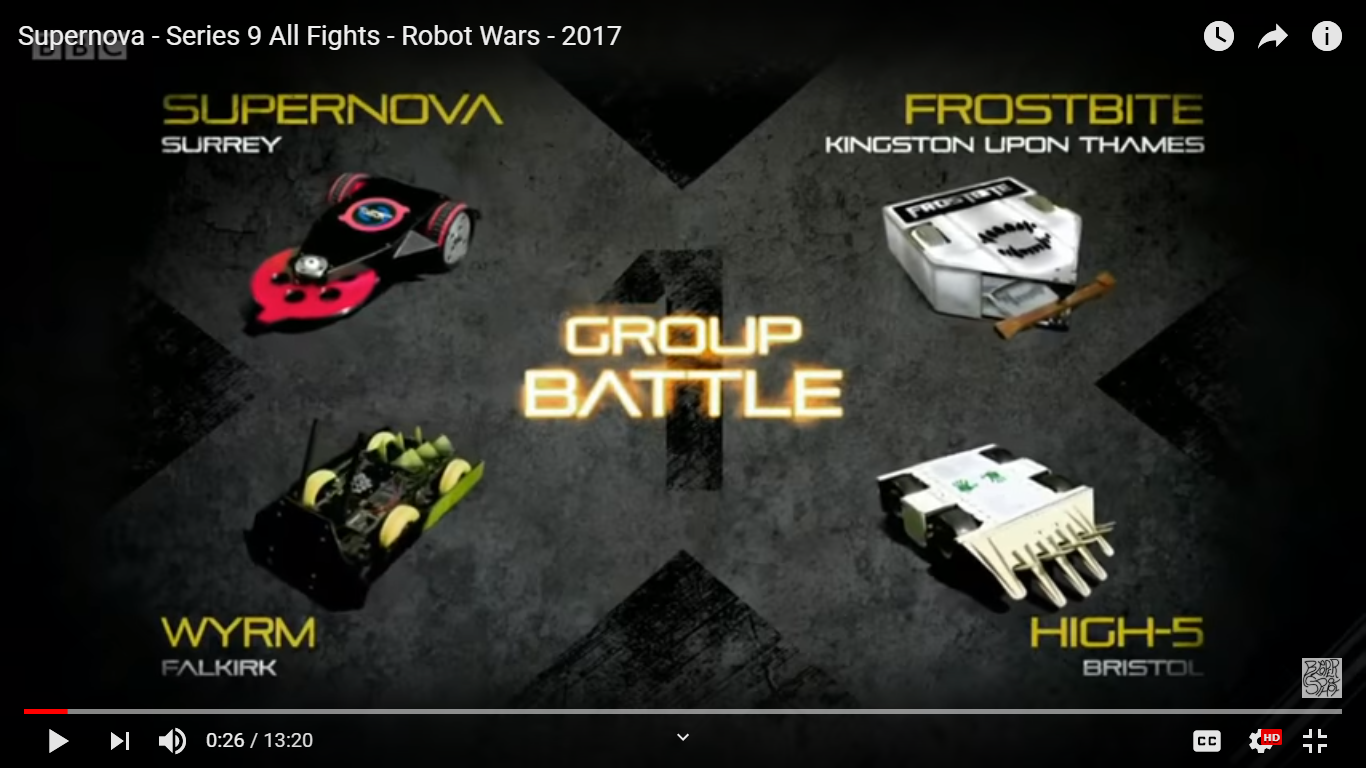 Supernova - Series 9 All Fights - Robot Wars - 2017
BBC
SUPERNOVA
SURREY
FROSTBITE
KINGSTON UPON THAMES
FROSTBITE
1
GROUP
BATTLE
WYRM
FALKIRK
HIGH-5
BRISTOL
0:26 / 13:20
CC
HD